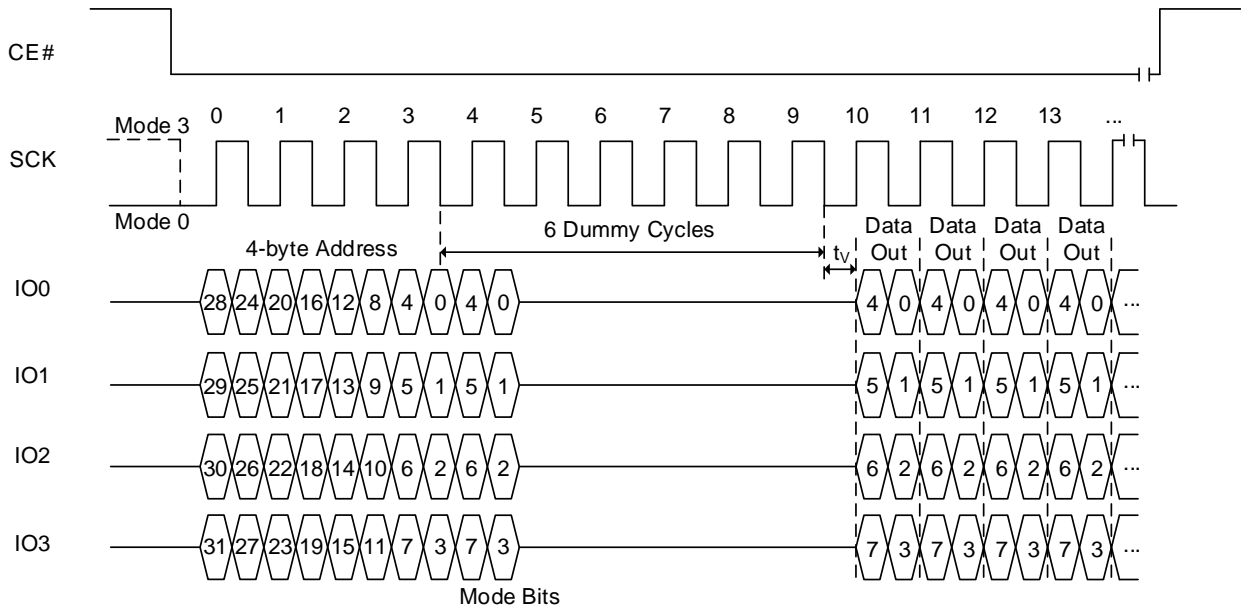 CE#
0 1 2 3 4 5 6 7 8 9 10 11 12 13 ...
Mode 3
SCK
Mode 0
6 Dummy Cycles
Data Out Data Out Data Out Data Out
4-byte Address
tV
IO0 28 24 20 16 12 8 4 0 4 0 4 0 4 0 4 0 4 0 ...
IO1 29 25 21 17 13 9 5 1 5 1 5 1 5 1 5 1 5 1 ...
IO2 30 26 22 18 14 10 6 2 6 2 6 2 6 2 6 2 6 2 ...
IO3 31 27 23 19 15 11 7 3 7 3 7 3 7 3 7 3 7 3 ...
Mode Bits